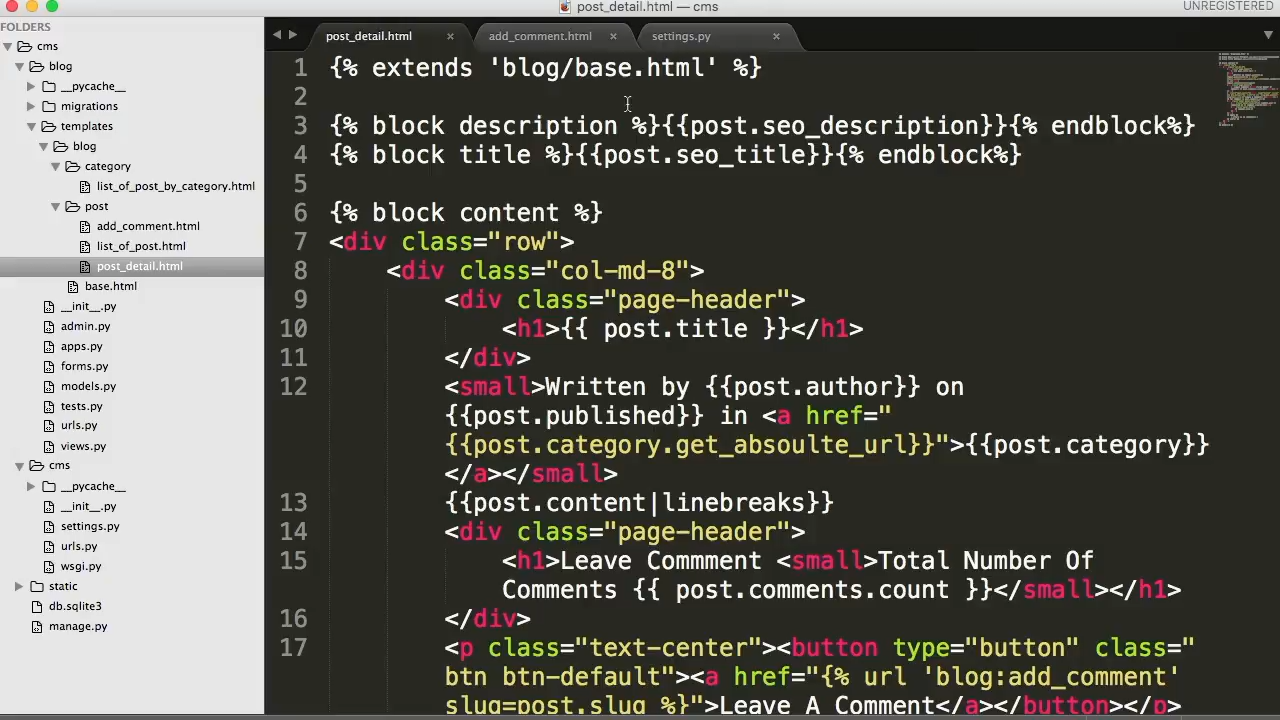 post_detail.html — cms
UNREGISTERED
FOLDERS
cms
blog
__pycache__
migrations
templates
blog
category
list_of_post_by_category.html
post
add_comment.html
list_of_post.html
post_detail.html
base.html
__init__.py
admin.py
apps.py
forms.py
models.py
tests.py
urls.py
views.py
cms
__pycache__
__init__.py
settings.py
urls.py
wsgi.py
static
db.sqlite3
manage.py
post_detail.html × add_comment.html × settings.py ×
1 {% extends 'blog/base.html' %}
2
3 {% block description %}{{post.seo_description}}{% endblock%}
4 {% block title %}{{post.seo_title}}{% endblock%}
5
6 {% block content %}
7 <div class="row">
8 <div class="col-md-8">
9 <div class="page-header">
10 <h1>{{ post.title }}</h1>
11 </div>
12 <small>Written by {{post.author}} on
{{post.published}} in <a href="
{{post.category.get_absoulte_url}}">{{post.category}}
</a></small>
13 {{post.content|linebreaks}}
14 <div class="page-header">
15 <h1>Leave Commment <small>Total Number Of
Comments {{ post.comments.count }}</small></h1>
16 </div>
17 <p class="text-center"><button type="button" class="
btn btn-default"><a href="{% url 'blog:add_comment'
slug=post.slug %}">Leave A Comment</a></button></p>